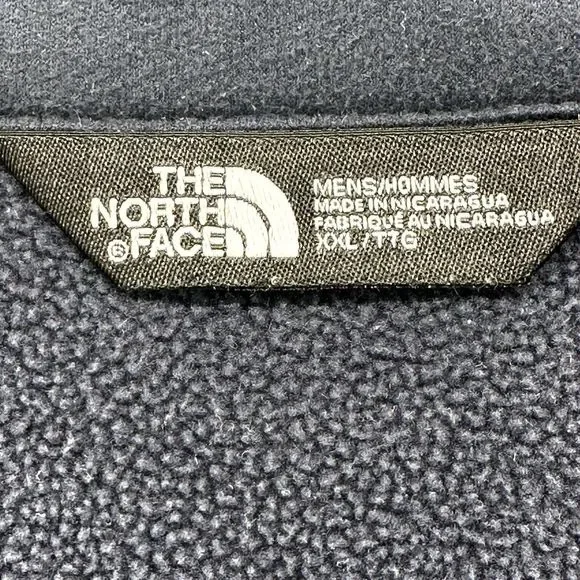 THE
NORTH
®FACE
MENS/HOMMES
MADE IN NICARAGUA
FABRIQUÉ AU NICARAGUA
XXL/TTG